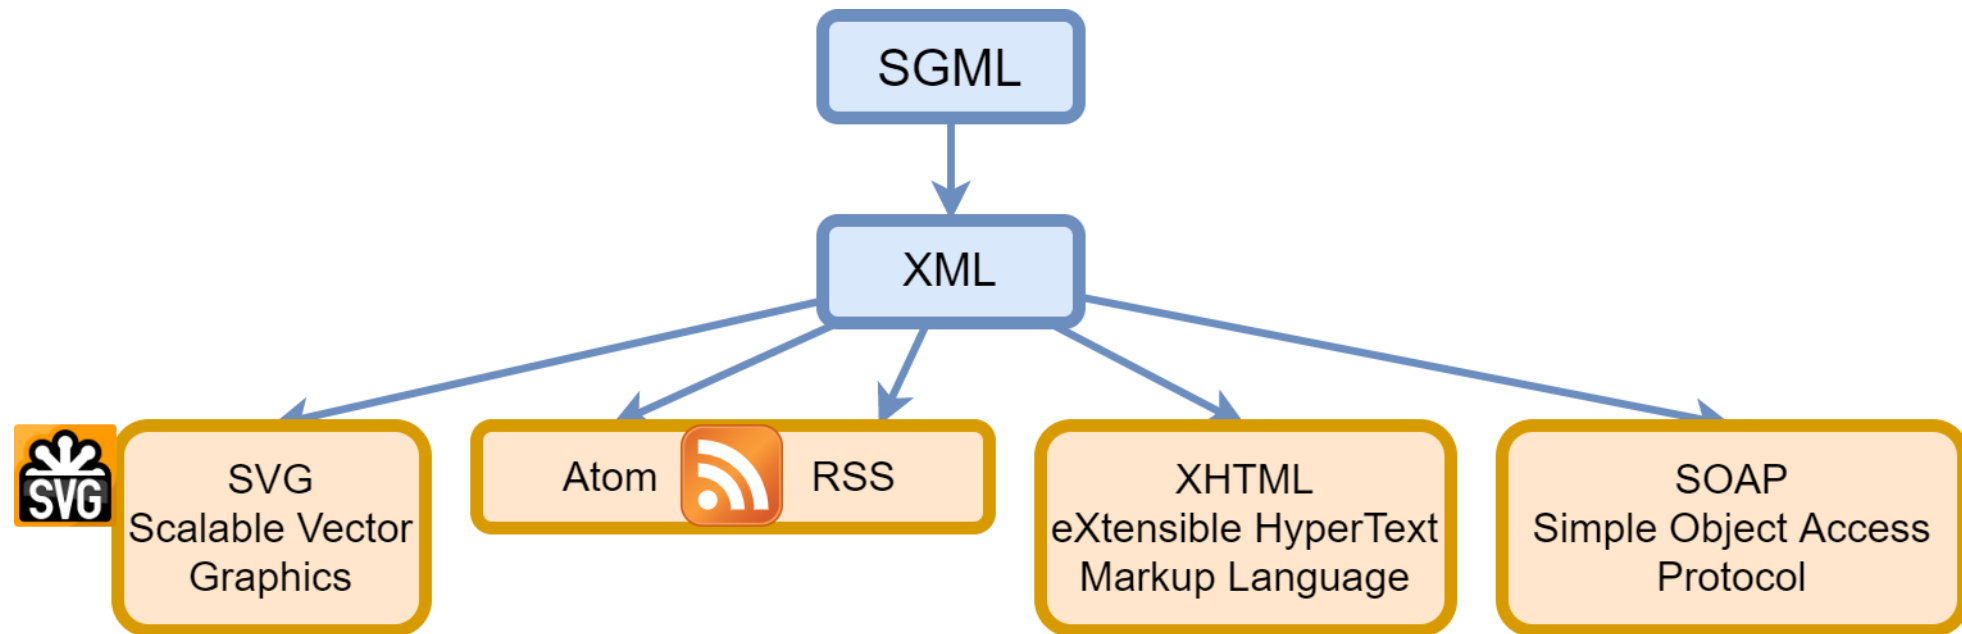 SGML
XML
SVG
SVG
Scalable Vector
Graphics
Atom
RSS
XHTML
eXtensible HyperText
Markup Language
SOAP
Simple Object Access
Protocol